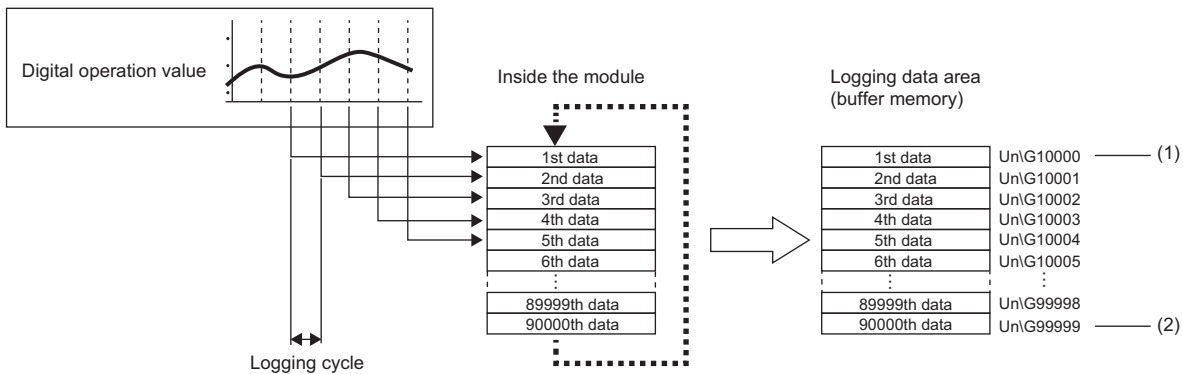 Digital operation value
Logging cycle
Inside the module
1st data
2nd data
3rd data
4th data
5th data
6th data
89999th data
90000th data
Logging data area
(buffer memory)
1st data Un\G10000 (1)
2nd data Un\G10001
3rd data Un\G10002
4th data Un\G10003
5th data Un\G10004
6th data Un\G10005
89999th data Un\G99998
90000th data Un\G99999 (2)